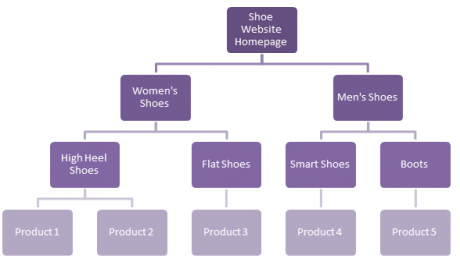 Shoe
Website
Homepage
Women's
Shoes
Men's Shoes
High Heel
Shoes
Flat Shoes
Smart Shoes
Boots
Product 1
Product 2
Product 3
Product 4
Product 5